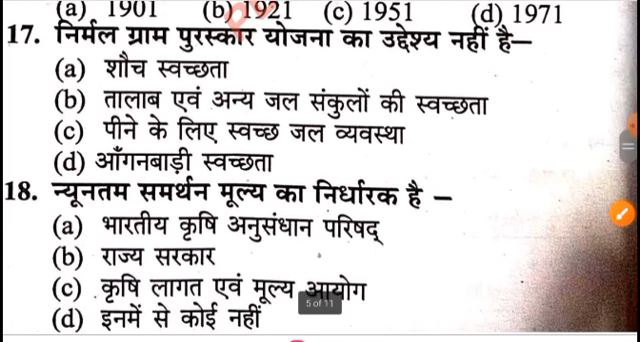 (a) 1901 (b) 1921 (c) 1951 (d) 1971
17. निर्मल ग्राम पुरस्कार योजना का उद्देश्य नहीं है—
(a) शौच स्वच्छता
(b) तालाब एवं अन्य जल संकुलों की स्वच्छता
(c) पीने के लिए स्वच्छ जल व्यवस्था
(d) आँगनबाड़ी स्वच्छता
18. न्यूनतम समर्थन मूल्य का निर्धारक है –
(a) भारतीय कृषि अनुसंधान परिषद्
(b) राज्य सरकार
(c) कृषि लागत एवं मूल्य आयोग
5 of 11
(d) इनमें से कोई नहीं